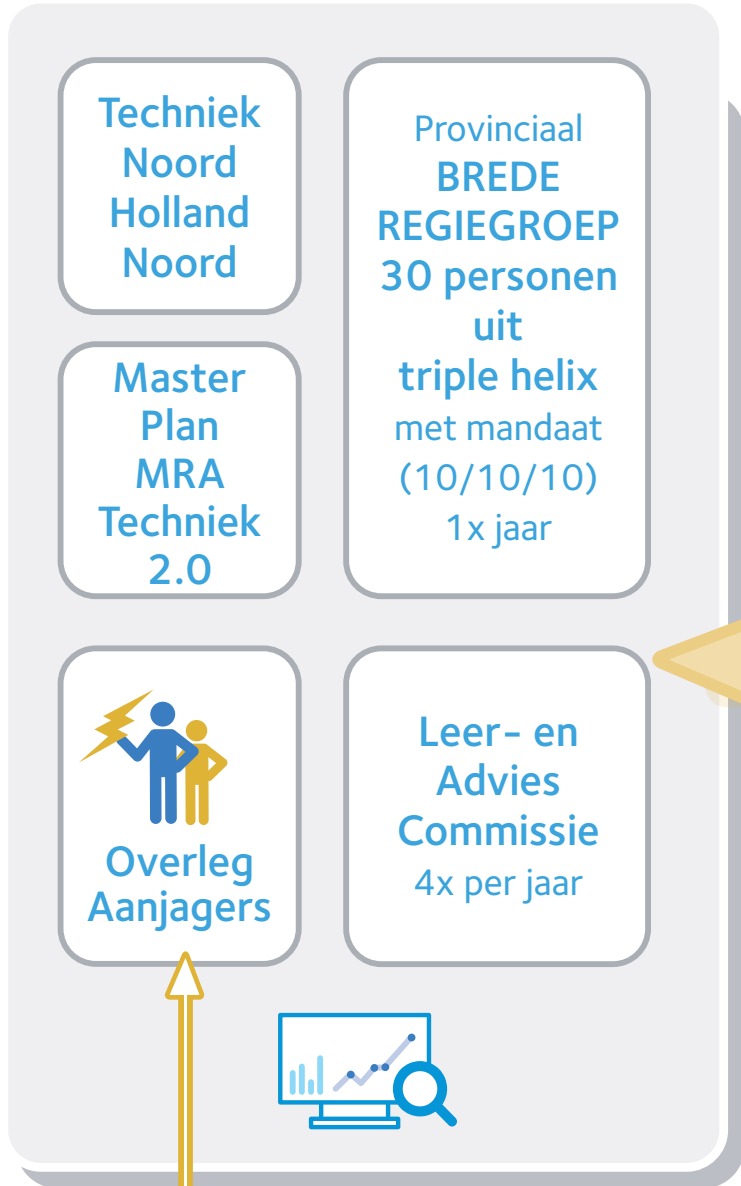 Techniek
Noord
Holland
Noord
Provinciaal
BREDE
REGIEGROEP
30 personen
uit
triple helix
met mandaat
(10/10/10)
1x jaar
Master
Plan
MRA
Techniek
2.0
Overleg
Aanjagers
Leer- en
Advies
Commissie
4x per jaar